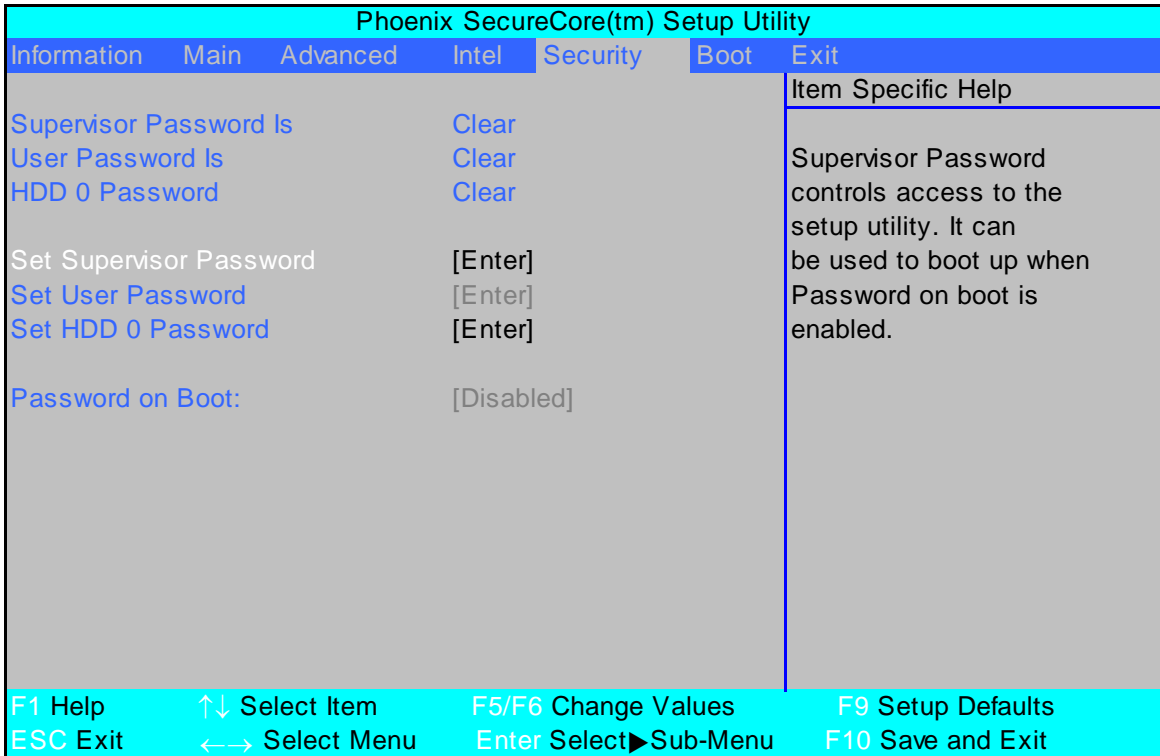 Phoenix SecureCore(tm) Setup Utility
Information Main Advanced Intel Security Boot Exit
Item Specific Help
Supervisor Password Is Clear
User Password Is Clear
HDD 0 Password Clear
Set Supervisor Password [Enter]
Set User Password [Enter]
Set HDD 0 Password [Enter]
Password on Boot: [Disabled]
Supervisor Password
controls access to the
setup utility. It can
be used to boot up when
Password on boot is
enabled.
F1 Help ↑↓ Select Item F5/F6 Change Values F9 Setup Defaults
ESC Exit ←→ Select Menu Enter Select▶Sub-Menu F10 Save and Exit